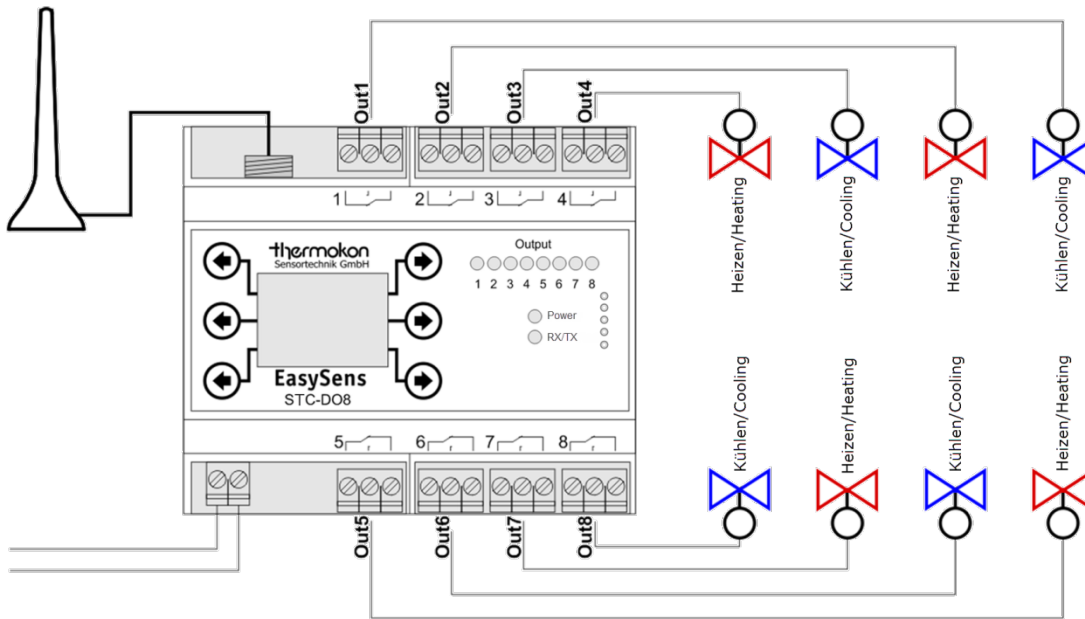 Out1
Out2
Out3
Out4
1
2
3
4
thermokon
Sensortechnik GmbH
Output
1 2 3 4 5 6 7 8
Power
RX/TX
EasySens
STC-DO8
5
6
7
8
Out5
Out6
Out7
Out8
Heizen/Heating
Kühlen/Cooling
Heizen/Heating
Kühlen/Cooling
Kühlen/Cooling
Heizen/Heating
Kühlen/Cooling
Heizen/Heating